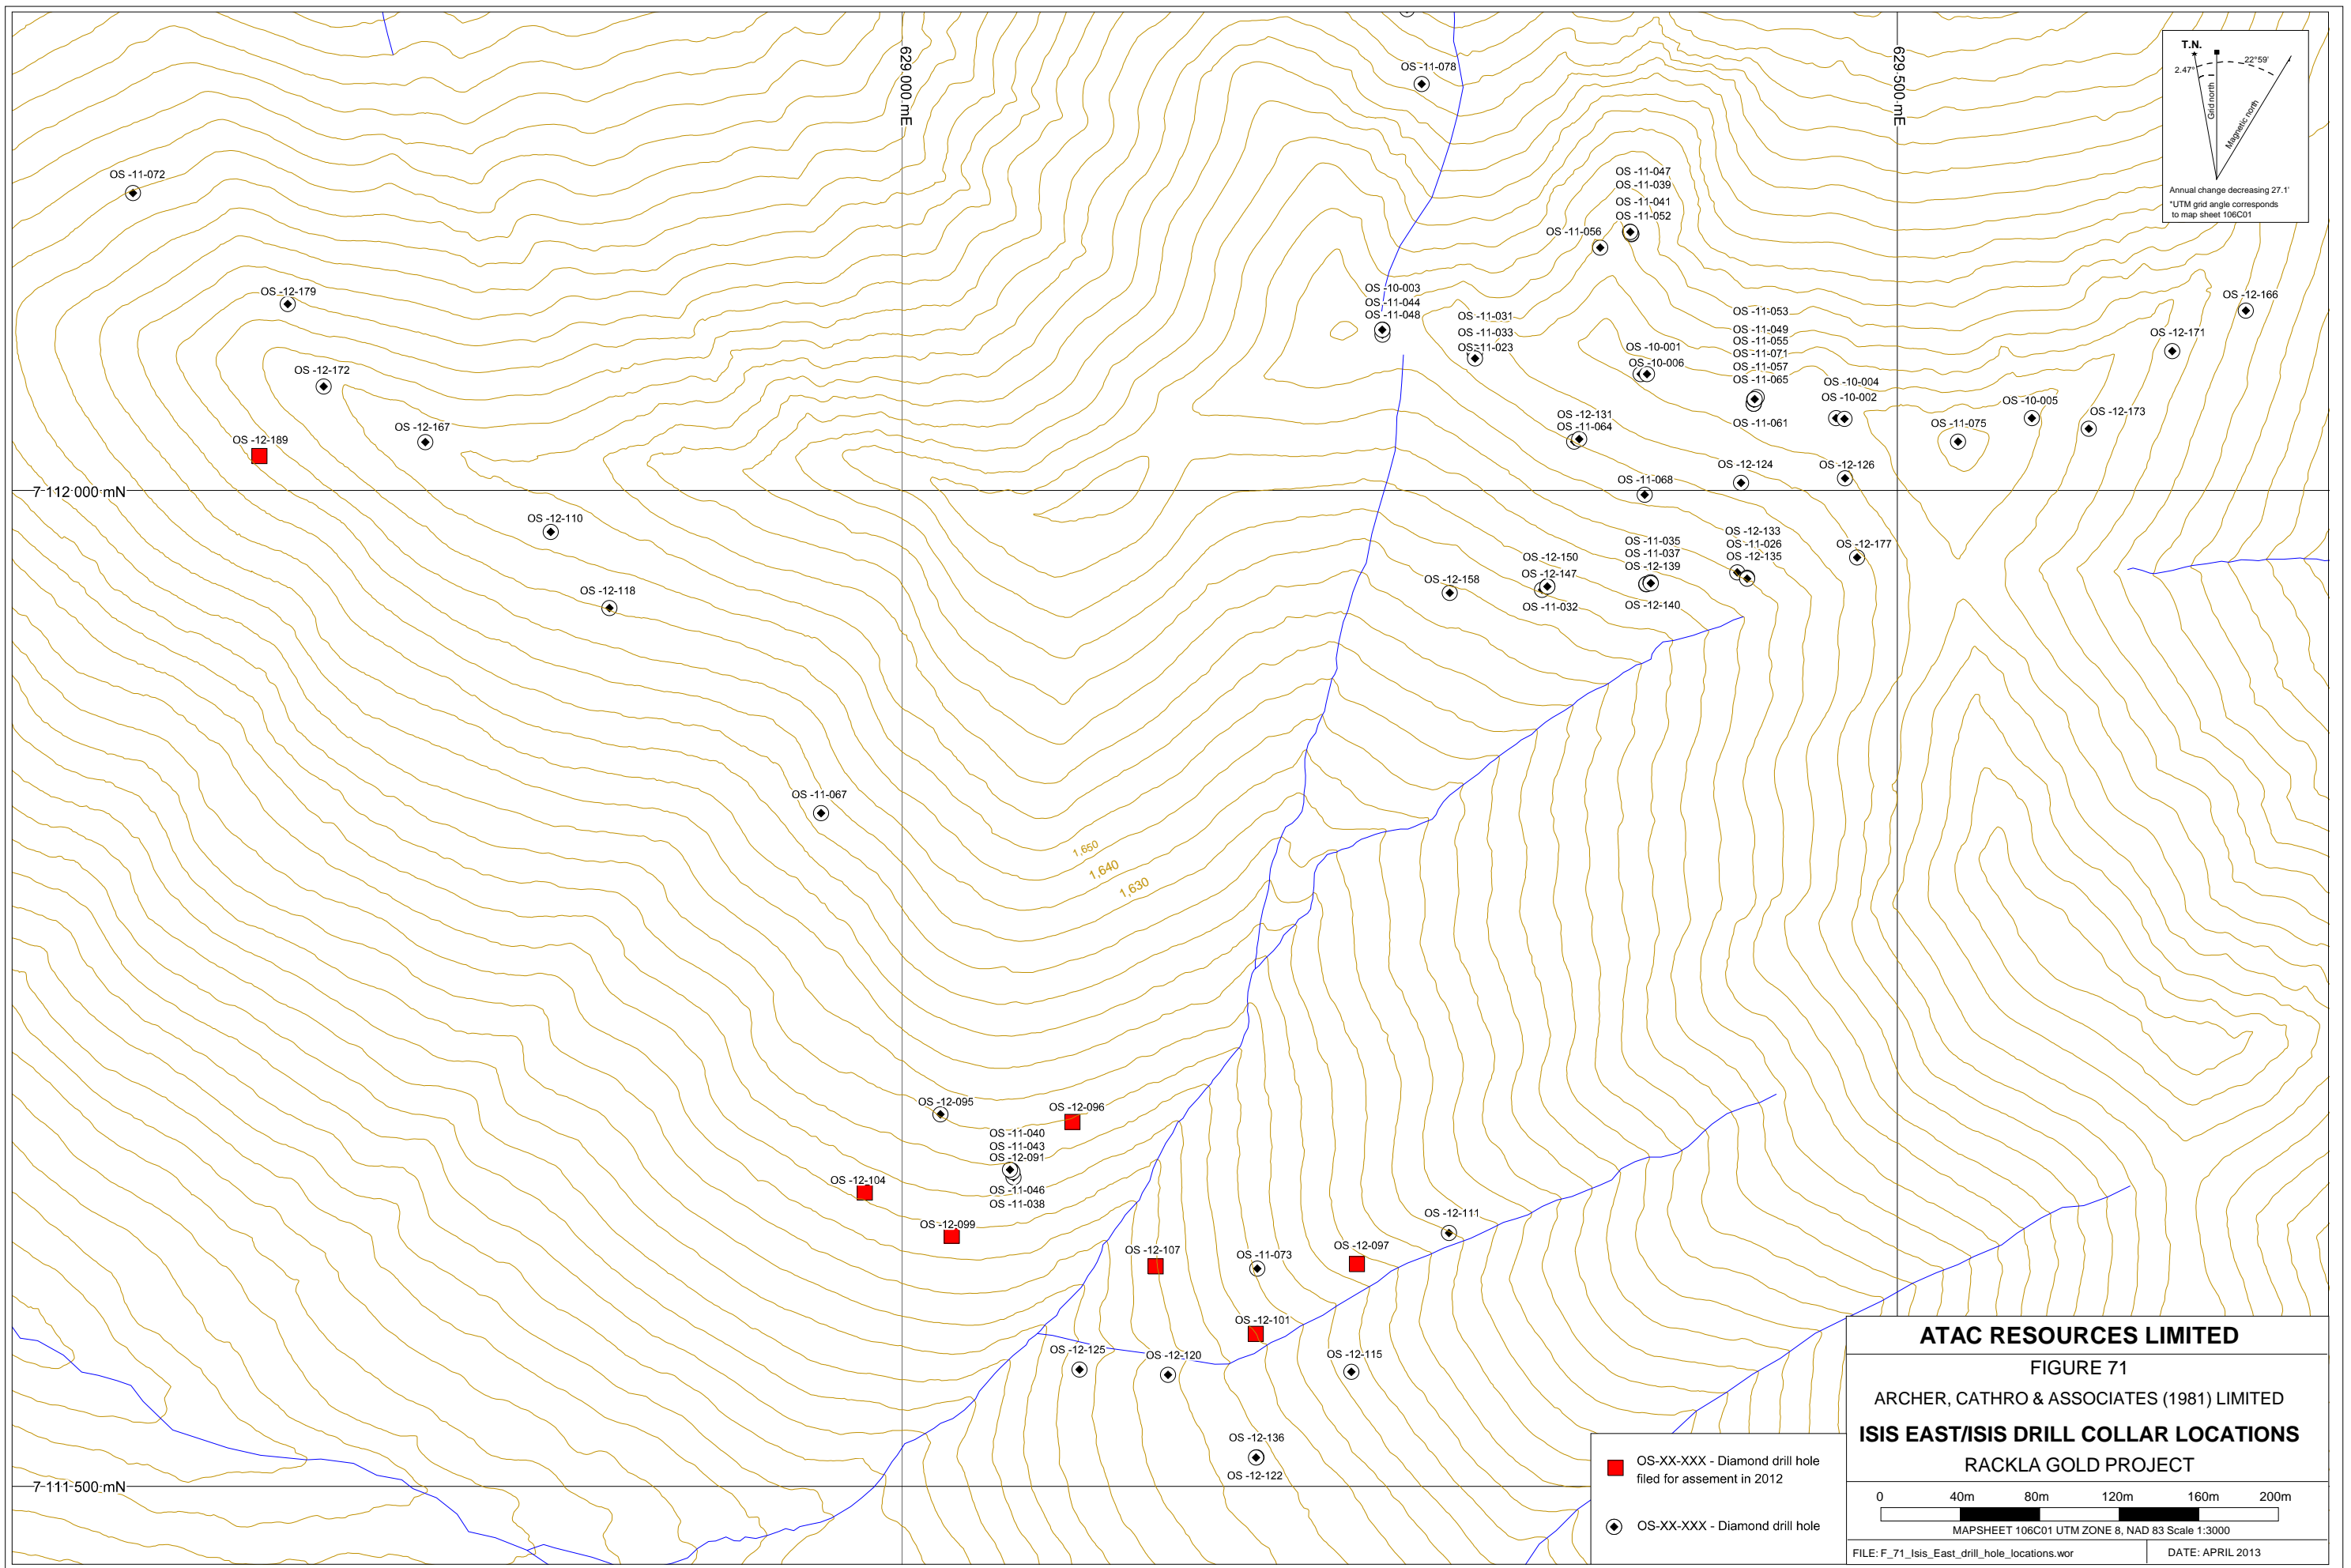 629 000 mE
629 500 mE
T.N.
2.47°
22°59'
Grid north
Magnetic north
Annual change decreasing 27.1'
*UTM grid angle corresponds
to map sheet 106C01
OS -11-078
OS -11-072
OS -11-047
OS -11-039
OS -11-041
OS -11-052
OS -11-056
OS -12-179
OS -10-003
OS -11-044
OS -11-048
OS -11-031
OS -11-033
OS -11-023
OS -11-053
OS -11-049
OS -11-055
OS -11-071
OS -11-057
OS -11-065
OS -11-061
OS -12-166
OS -12-171
OS -10-001
OS -10-006
OS -12-172
OS -10-004
OS -10-002
OS -10-005
OS -12-173
OS -11-075
OS -12-131
OS -11-064
OS -12-167
OS -12-189
OS -12-124
OS -12-126
OS -11-068
7 112 000 mN
OS -12-110
OS -12-133
OS -11-026
OS -12-135
OS -11-035
OS -11-037
OS -12-139
OS -12-140
OS -12-177
OS -12-150
OS -12-147
OS -11-032
OS -12-158
OS -12-118
OS -11-067
1,650
1,640
1,630
OS -12-095
OS -12-096
OS -11-040
OS -11-043
OS -12-091
OS -11-046
OS -11-038
OS -12-104
OS -12-099
OS -12-111
OS -12-107
OS -11-073
OS -12-097
OS -12-101
OS -12-125
OS -12-120
OS -12-115
OS -12-136
OS -12-122
7 111 500 mN
OS-XX-XXX - Diamond drill hole
filed for assement in 2012
OS-XX-XXX - Diamond drill hole
ATAC RESOURCES LIMITED
FIGURE 71
ARCHER, CATHRO & ASSOCIATES (1981) LIMITED
ISIS EAST/ISIS DRILL COLLAR LOCATIONS
RACKLA GOLD PROJECT
0 40m 80m 120m 160m 200m
MAPSHEET 106C01 UTM ZONE 8, NAD 83 Scale 1:3000
FILE: F_71_Isis_East_drill_hole_locations.wor
DATE: APRIL 2013